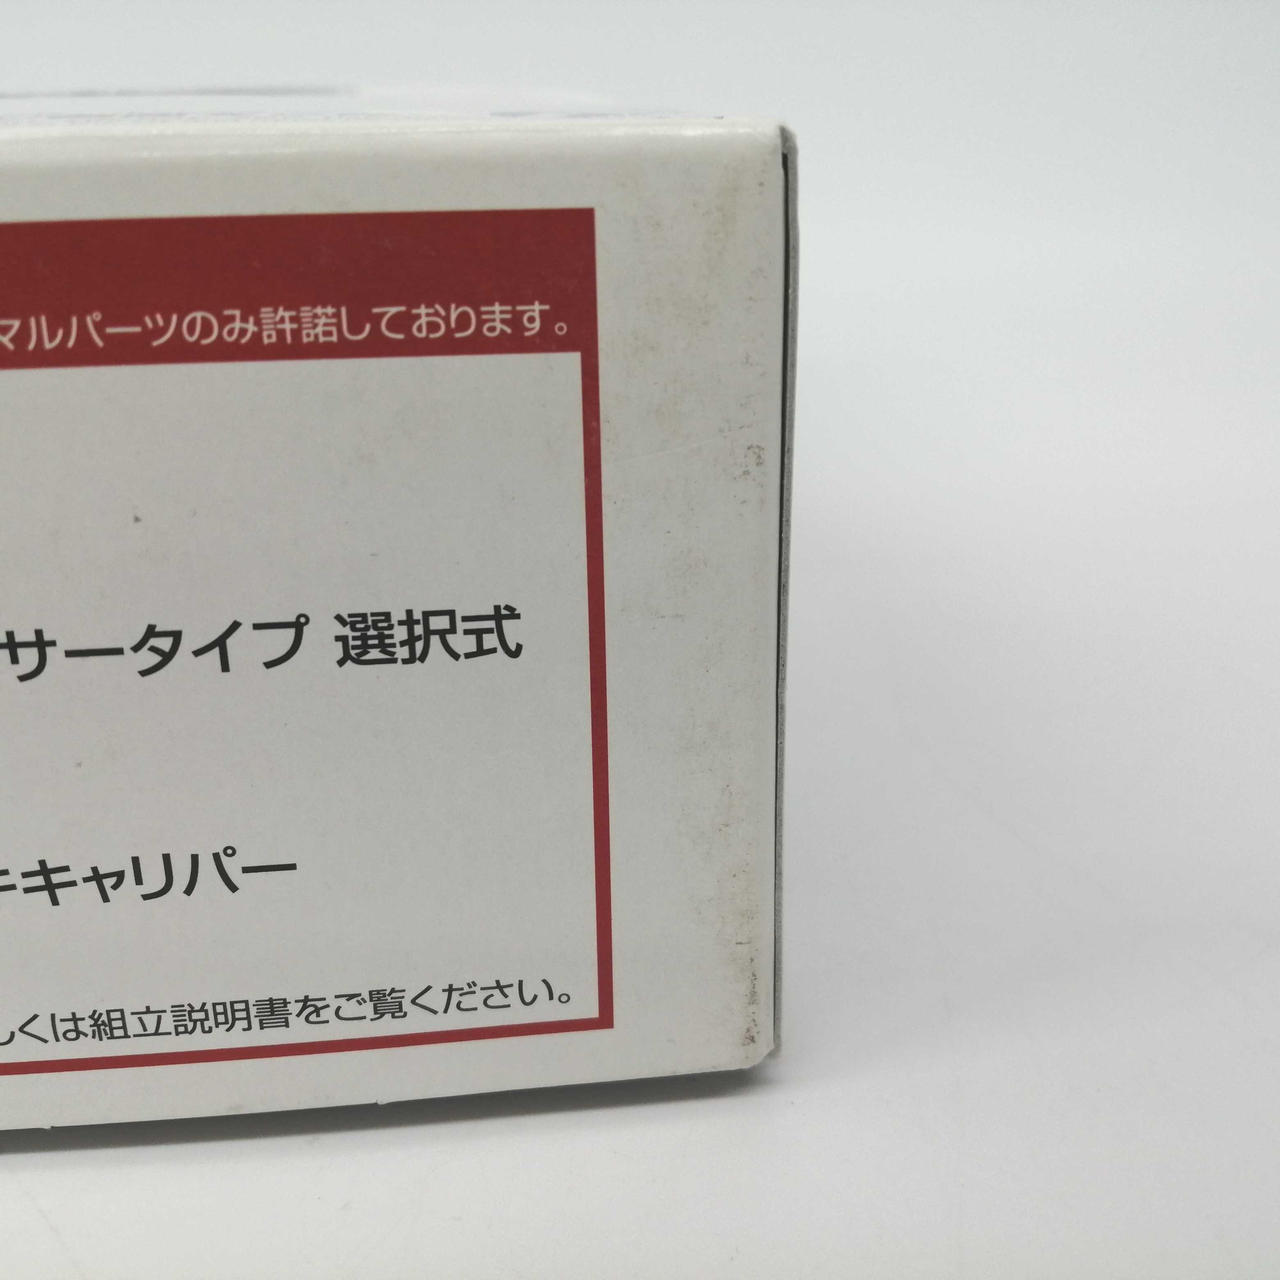 マルパーツのみ許諾しております。
サータイプ 選択式
キキャリパー
しくは組立説明書をご覧ください。